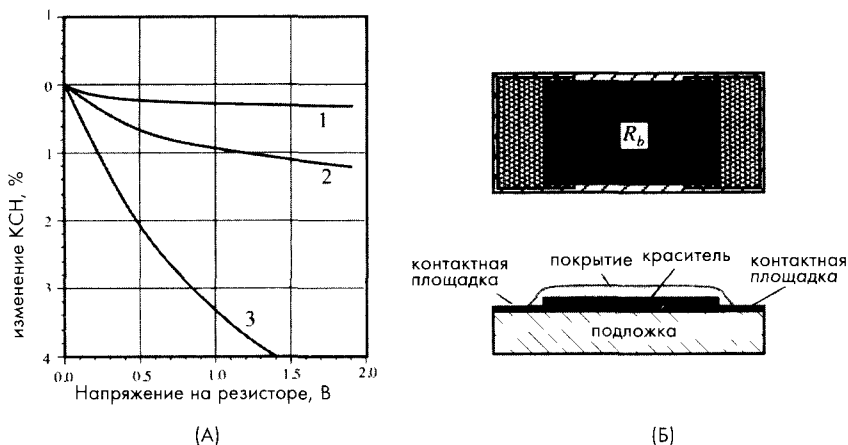 1
0
1
2
3
4
изменение КСН, %
1
2
3
0.0
0.5
1.0
1.5
2.0
Напряжение на резисторе, В
(А)
R_b
контактная площадка
покрытие
краситель
контактная площадка
подложка
(Б)